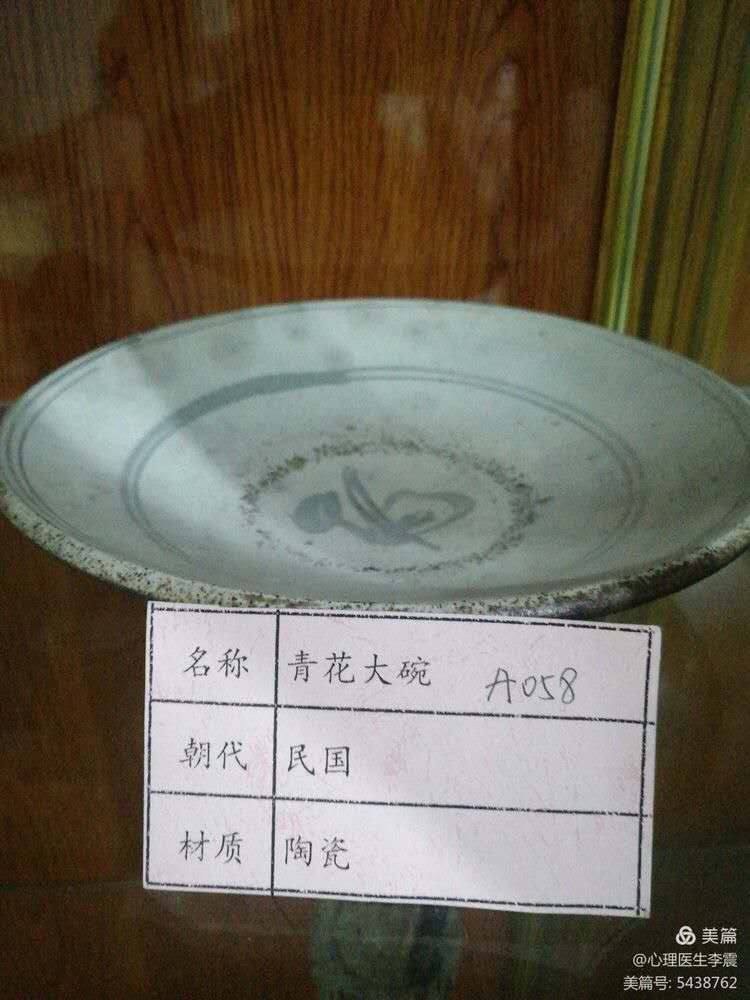 名称 青花大碗 A058
朝代 民国
材质 陶瓷
美篇
@心理医生李震
美篇号: 5438762